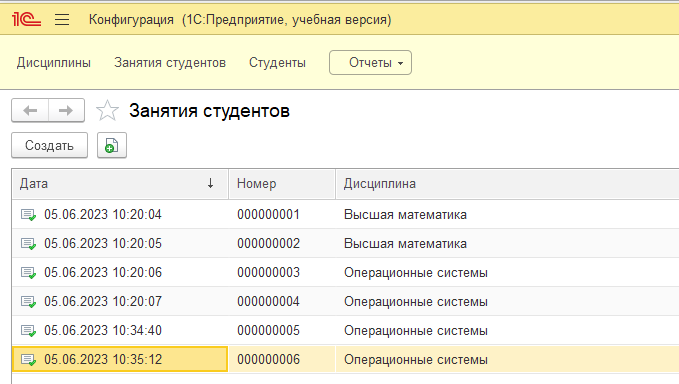 1С Конфигурация (1С:Предприятие, учебная версия)
Дисциплины Занятия студентов Студенты Отчеты
Занятия студентов
Создать
Дата Номер Дисциплина
05.06.2023 10:20:04 000000001 Высшая математика
05.06.2023 10:20:05 000000002 Высшая математика
05.06.2023 10:20:06 000000003 Операционные системы
05.06.2023 10:20:07 000000004 Операционные системы
05.06.2023 10:34:40 000000005 Операционные системы
05.06.2023 10:35:12 000000006 Операционные системы